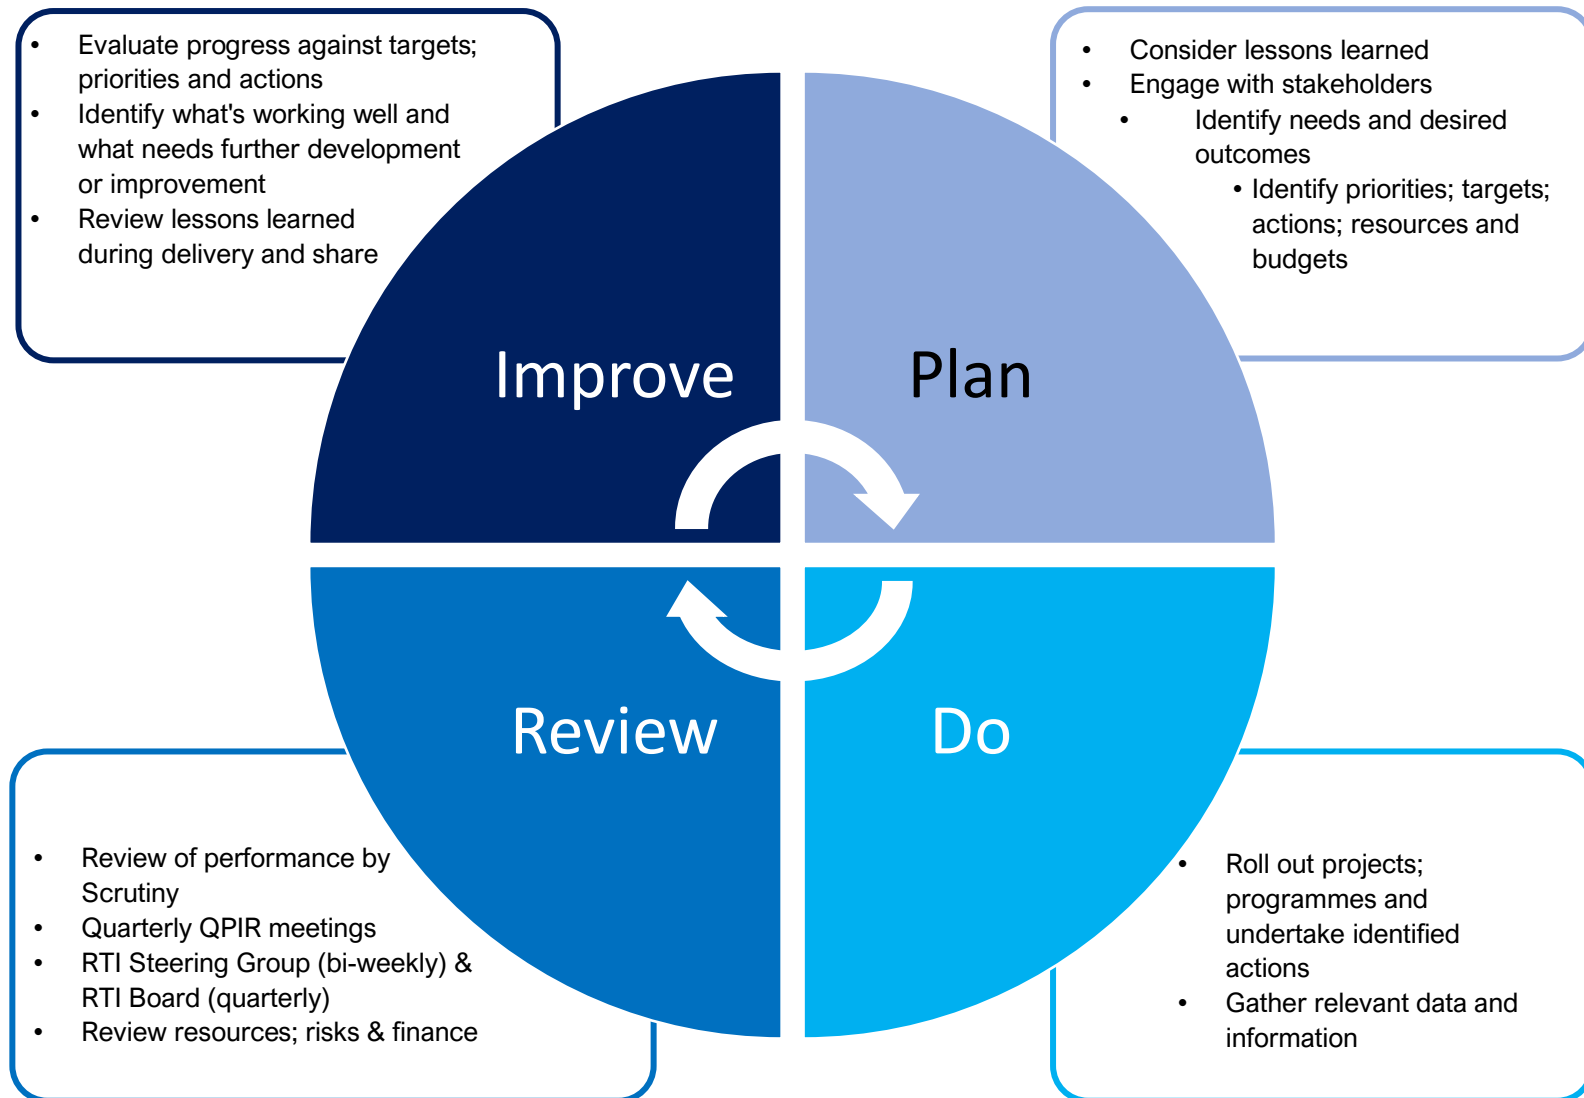 • Evaluate progress against targets;
priorities and actions
• Identify what's working well and
what needs further development
or improvement
• Review lessons learned
during delivery and share
• Consider lessons learned
• Engage with stakeholders
• Identify needs and desired
outcomes
• Identify priorities; targets;
actions; resources and
budgets
Improve
Plan
Review
Do
• Review of performance by
Scrutiny
• Quarterly QPIR meetings
• RTI Steering Group (bi-weekly) &
RTI Board (quarterly)
• Review resources; risks & finance
• Roll out projects;
programmes and
undertake identified
actions
• Gather relevant data and
information